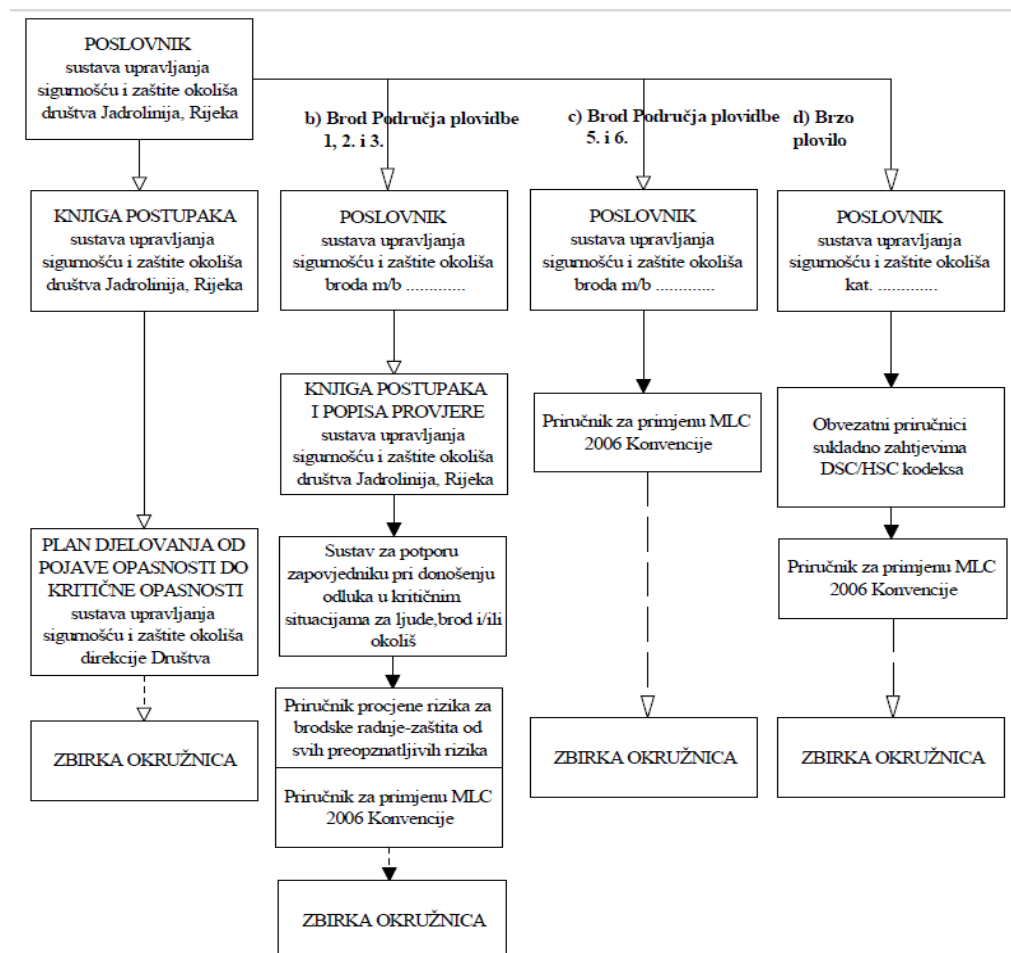 POSLOVNIK
sustava upravljanja
sigurnošću i zaštite okoliša
društva Jadrolinija, Rijeka
b) Brod Područja plovidbe
1, 2. i 3.
c) Brod Područja plovidbe
5. i 6.
d) Brzo
plovilo
KNJIGA POSTUPAKA
sustava upravljanja
sigurnošću i zaštite okoliša
društva Jadrolinija, Rijeka
PLAN DJELOVANJA OD
POJAVE OPASNOSTI DO
KRITIČNE OPASNOSTI
sustava upravljanja
sigurnošću i zaštite okoliša
direkcije Društva
ZBIRKA OKRUŽNICA
POSLOVNIK
sustava upravljanja
sigurnošću i zaštite okoliša
broda m/b .............
KNJIGA POSTUPAKA
I POPISA PROVJERE
sustava upravljanja
sigurnošću i zaštite okoliša
društva Jadrolinija, Rijeka
Sustav za potporu
zapovjedniku pri donošenju
odluka u kritičnim
situacijama za ljude,brod i/ili
okoliš
Priručnik procjene rizika za
brodske radnje-zaštita od
svih preopznatljivih rizika
Priručnik za primjenu MLC
2006 Konvencije
ZBIRKA OKRUŽNICA
POSLOVNIK
sustava upravljanja
sigurnošću i zaštite okoliša
broda m/b .............
Priručnik za primjenu MLC
2006 Konvencije
ZBIRKA OKRUŽNICA
POSLOVNIK
sustava upravljanja
sigurnošću i zaštite okoliša
kat. .............
Obvezatni priručnici
sukladno zahtjevima
DSC/HSC kodeksa
Priručnik za primjenu MLC
2006 Konvencije
ZBIRKA OKRUŽNICA